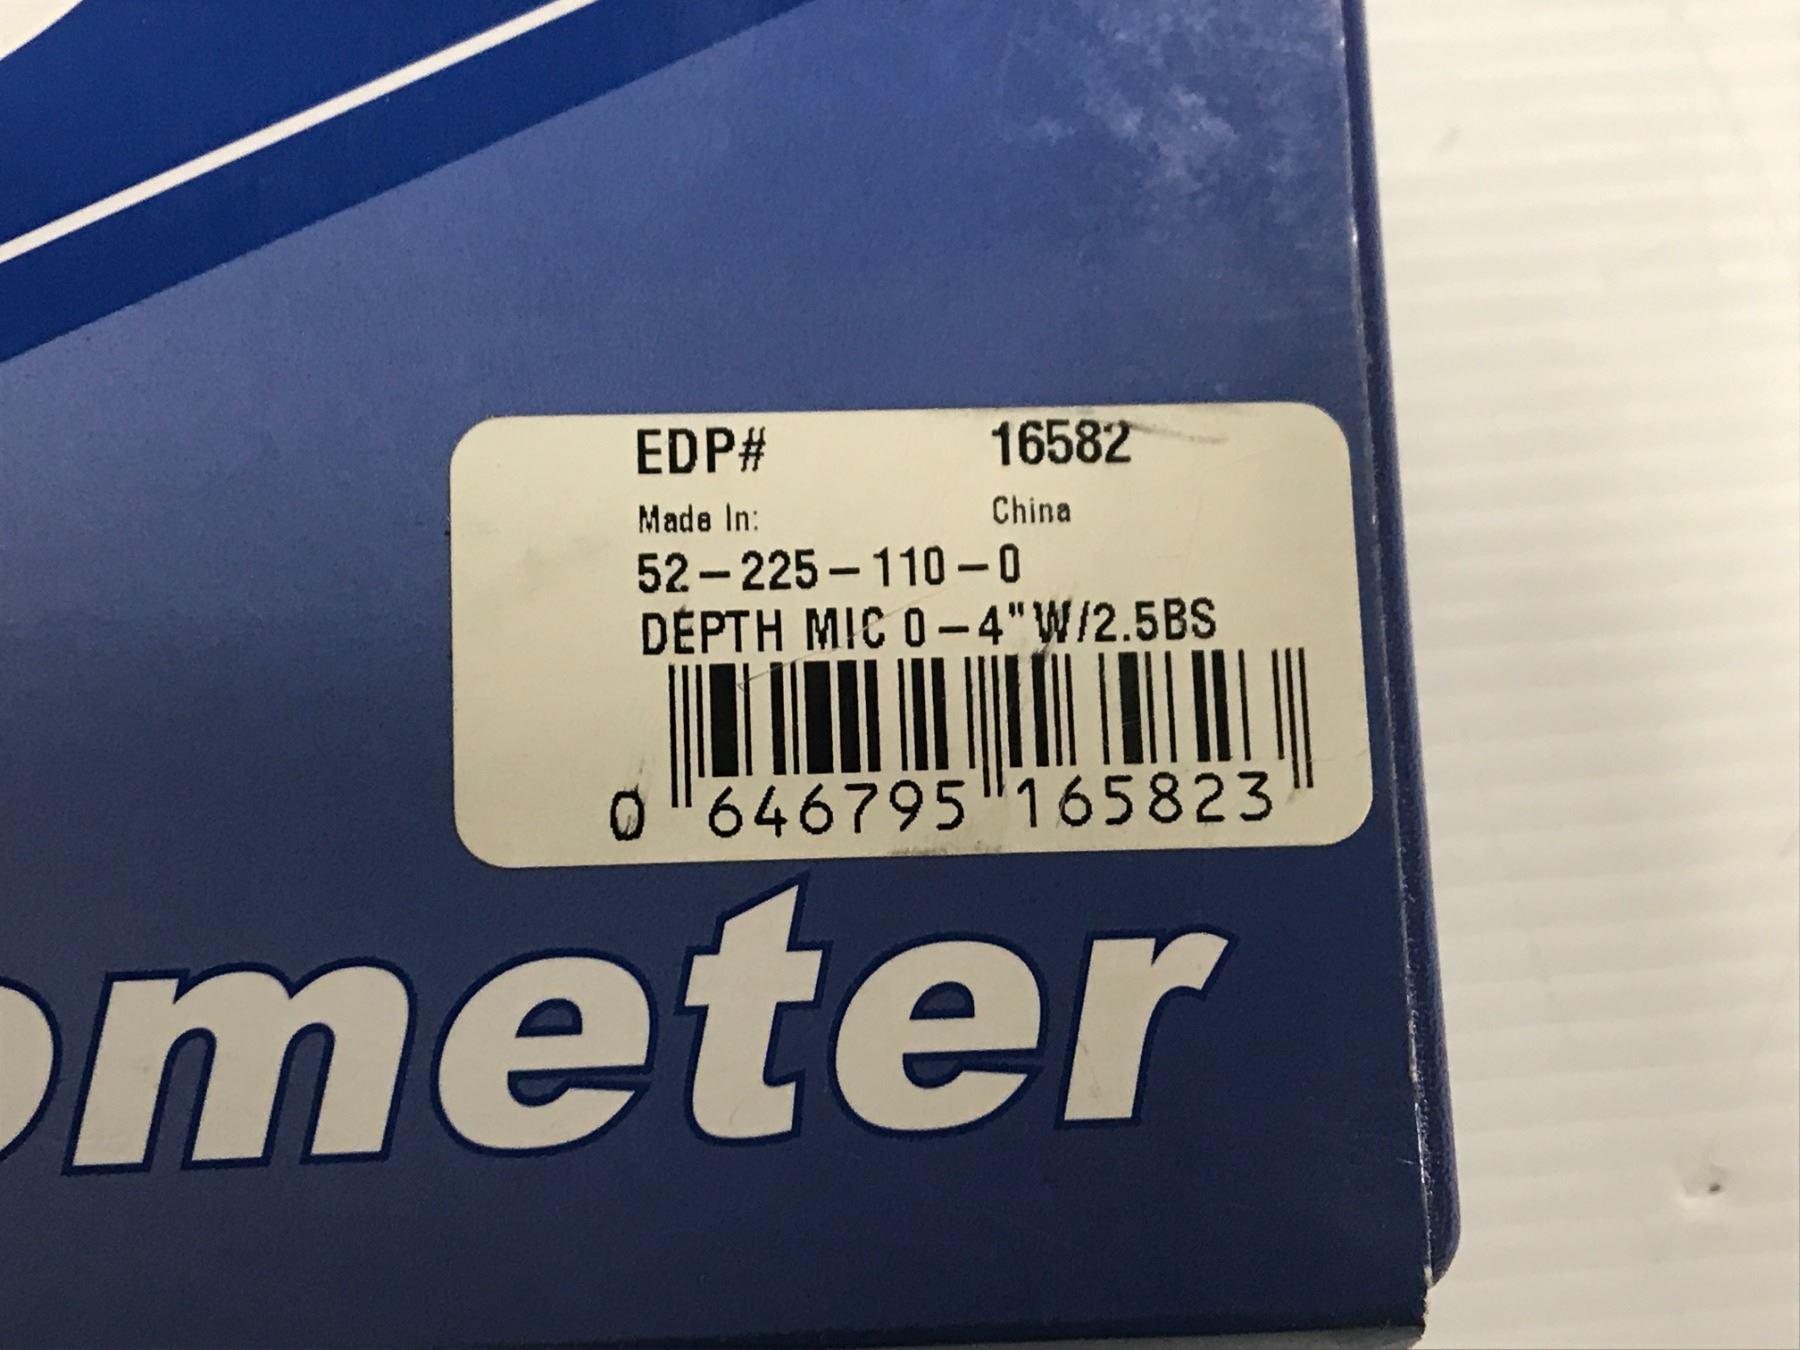 EDP# 16582
Made In: China
52-225-110-0
DEPTH MIC 0-4" W/2.5BS
0 646795 165823
ometer